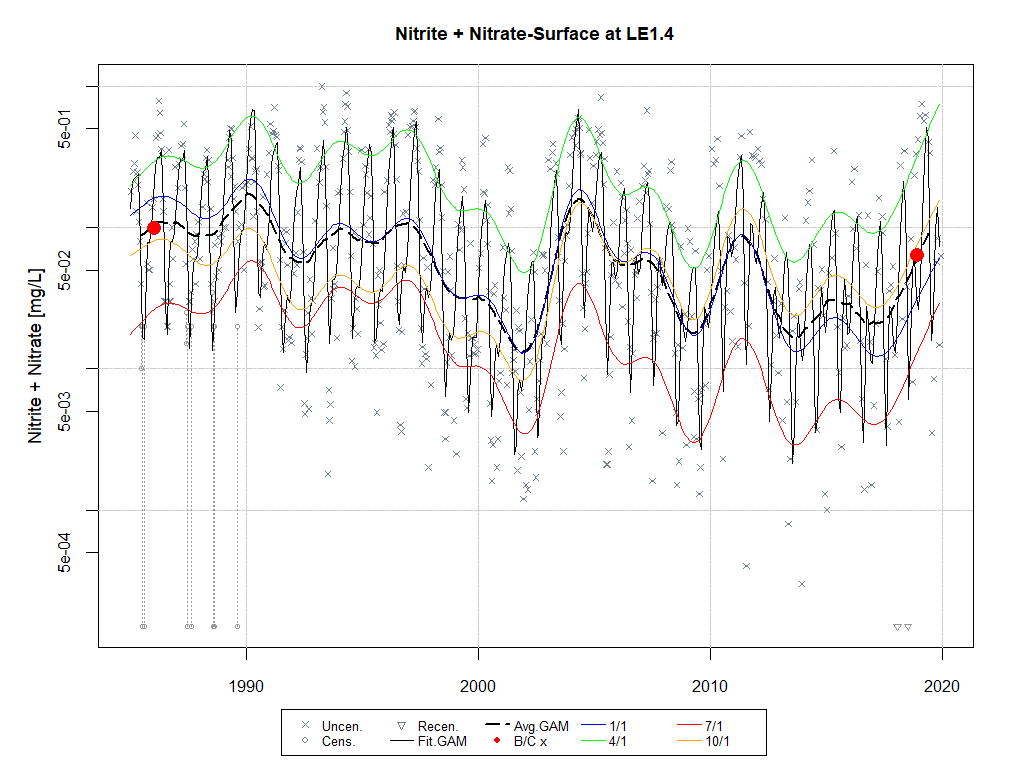 Nitrite + Nitrate-Surface at LE1.4
Nitrite + Nitrate [mg/L]
5e-01
5e-02
5e-03
5e-04
1990 2000 2010 2020
Uncen. Recen. Avg.GAM 1/1 7/1
Cens. Fit.GAM B/C x 4/1 10/1